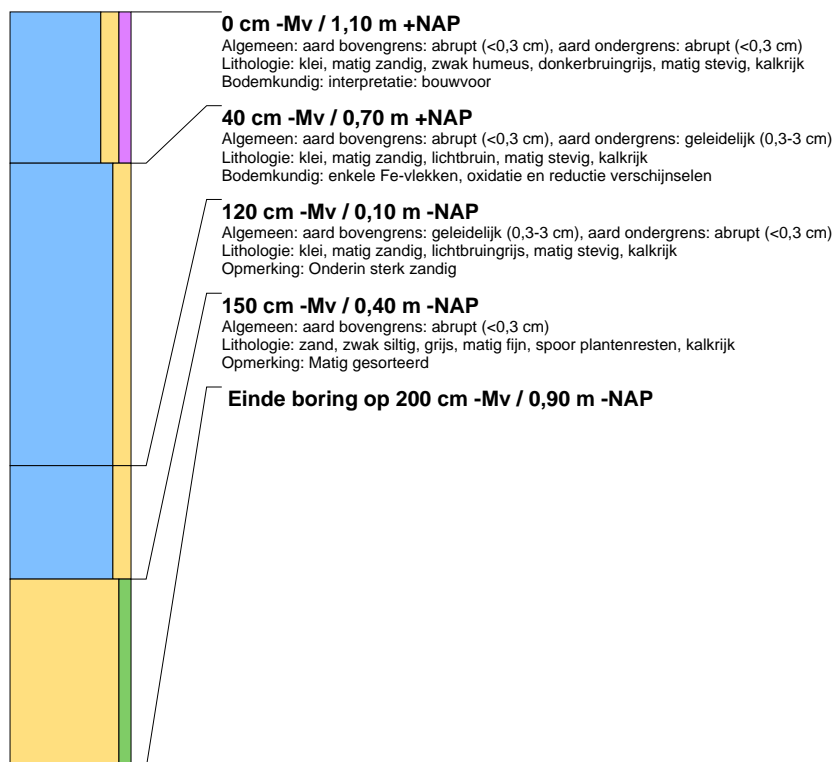 0 cm -Mv / 1,10 m +NAP
Algemeen: aard bovengrens: abrupt (<0,3 cm), aard ondergrens: abrupt (<0,3 cm)
Lithologie: klei, matig zandig, zwak humeus, donkerbruingrijs, matig stevig, kalkrijk
Bodemkundig: interpretatie: bouwvoor
40 cm -Mv / 0,70 m +NAP
Algemeen: aard bovengrens: abrupt (<0,3 cm), aard ondergrens: geleidelijk (0,3-3 cm)
Lithologie: klei, matig zandig, lichtbruin, matig stevig, kalkrijk
Bodemkundig: enkele Fe-vlekken, oxidatie en reductie verschijnselen
120 cm -Mv / 0,10 m -NAP
Algemeen: aard bovengrens: geleidelijk (0,3-3 cm), aard ondergrens: abrupt (<0,3 cm)
Lithologie: klei, matig zandig, lichtbruingrijs, matig stevig, kalkrijk
Opmerking: Onderin sterk zandig
150 cm -Mv / 0,40 m -NAP
Algemeen: aard bovengrens: abrupt (<0,3 cm)
Lithologie: zand, zwak siltig, grijs, matig fijn, spoor plantenresten, kalkrijk
Opmerking: Matig gesorteerd
Einde boring op 200 cm -Mv / 0,90 m -NAP